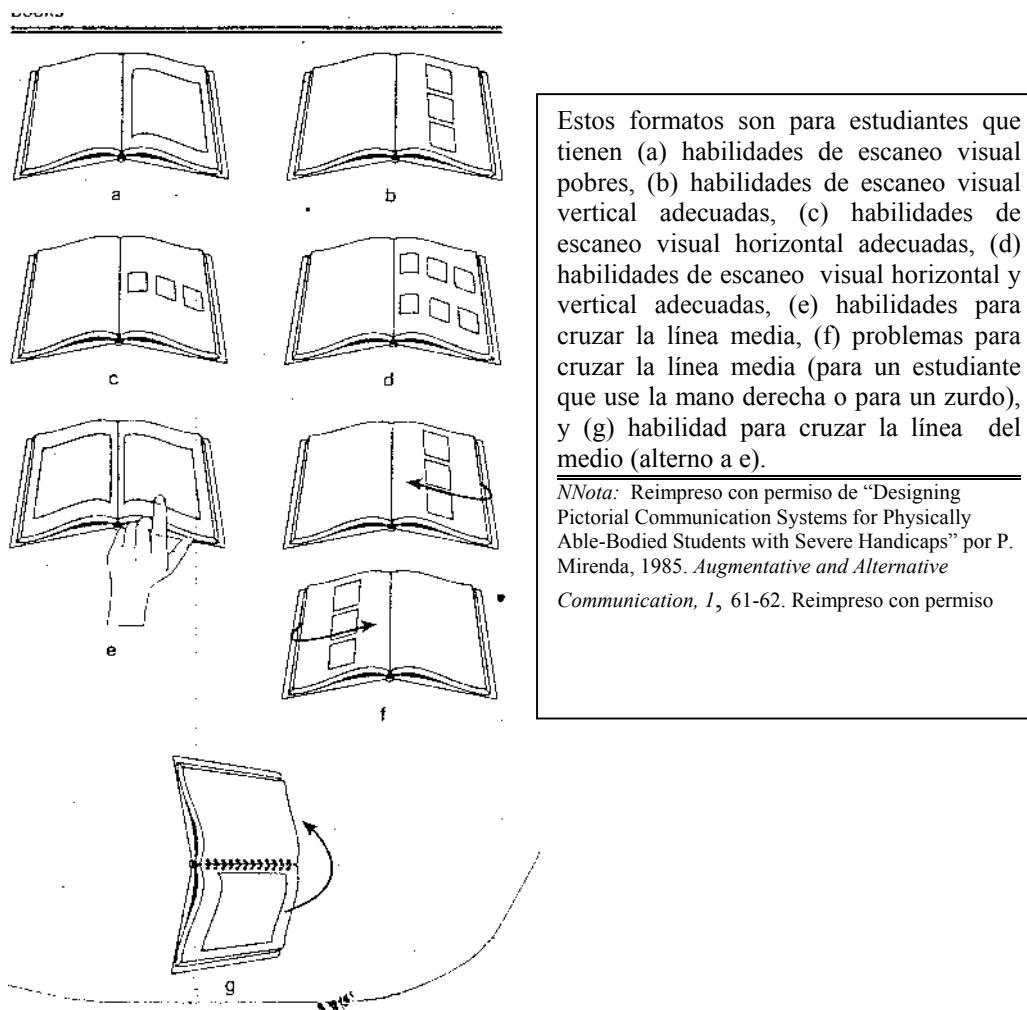 a
b
c
d
e
f
g
Estos formatos son para estudiantes que
tienen (a) habilidades de escaneo visual
pobres, (b) habilidades de escaneo visual
vertical adecuadas, (c) habilidades de
escaneo visual horizontal adecuadas, (d)
habilidades de escaneo visual horizontal y
vertical adecuadas, (e) habilidades para
cruzar la línea media, (f) problemas para
cruzar la línea media (para un estudiante
que use la mano derecha o para un zurdo),
y (g) habilidad para cruzar la línea del
medio (alterno a e).
NNota: Reimpreso con permiso de “Designing
Pictorial Communication Systems for Physically
Able-Bodied Students with Severe Handicaps” por P.
Mirenda, 1985. Augmentative and Alternative
Communication, 1, 61-62. Reimpreso con permiso